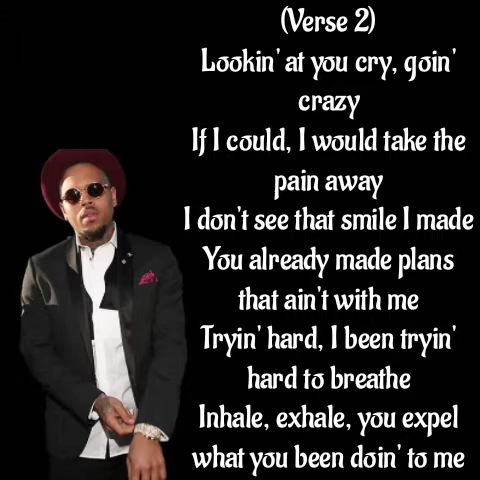 (Verse 2)
Lookin' at you cry, goin'
crazy
If I could, I would take the
pain away
I don't see that smile I made
You already made plans
that ain't with me
Tryin' hard, I been tryin'
hard to breathe
Inhale, exhale, you expel
what you been doin' to me